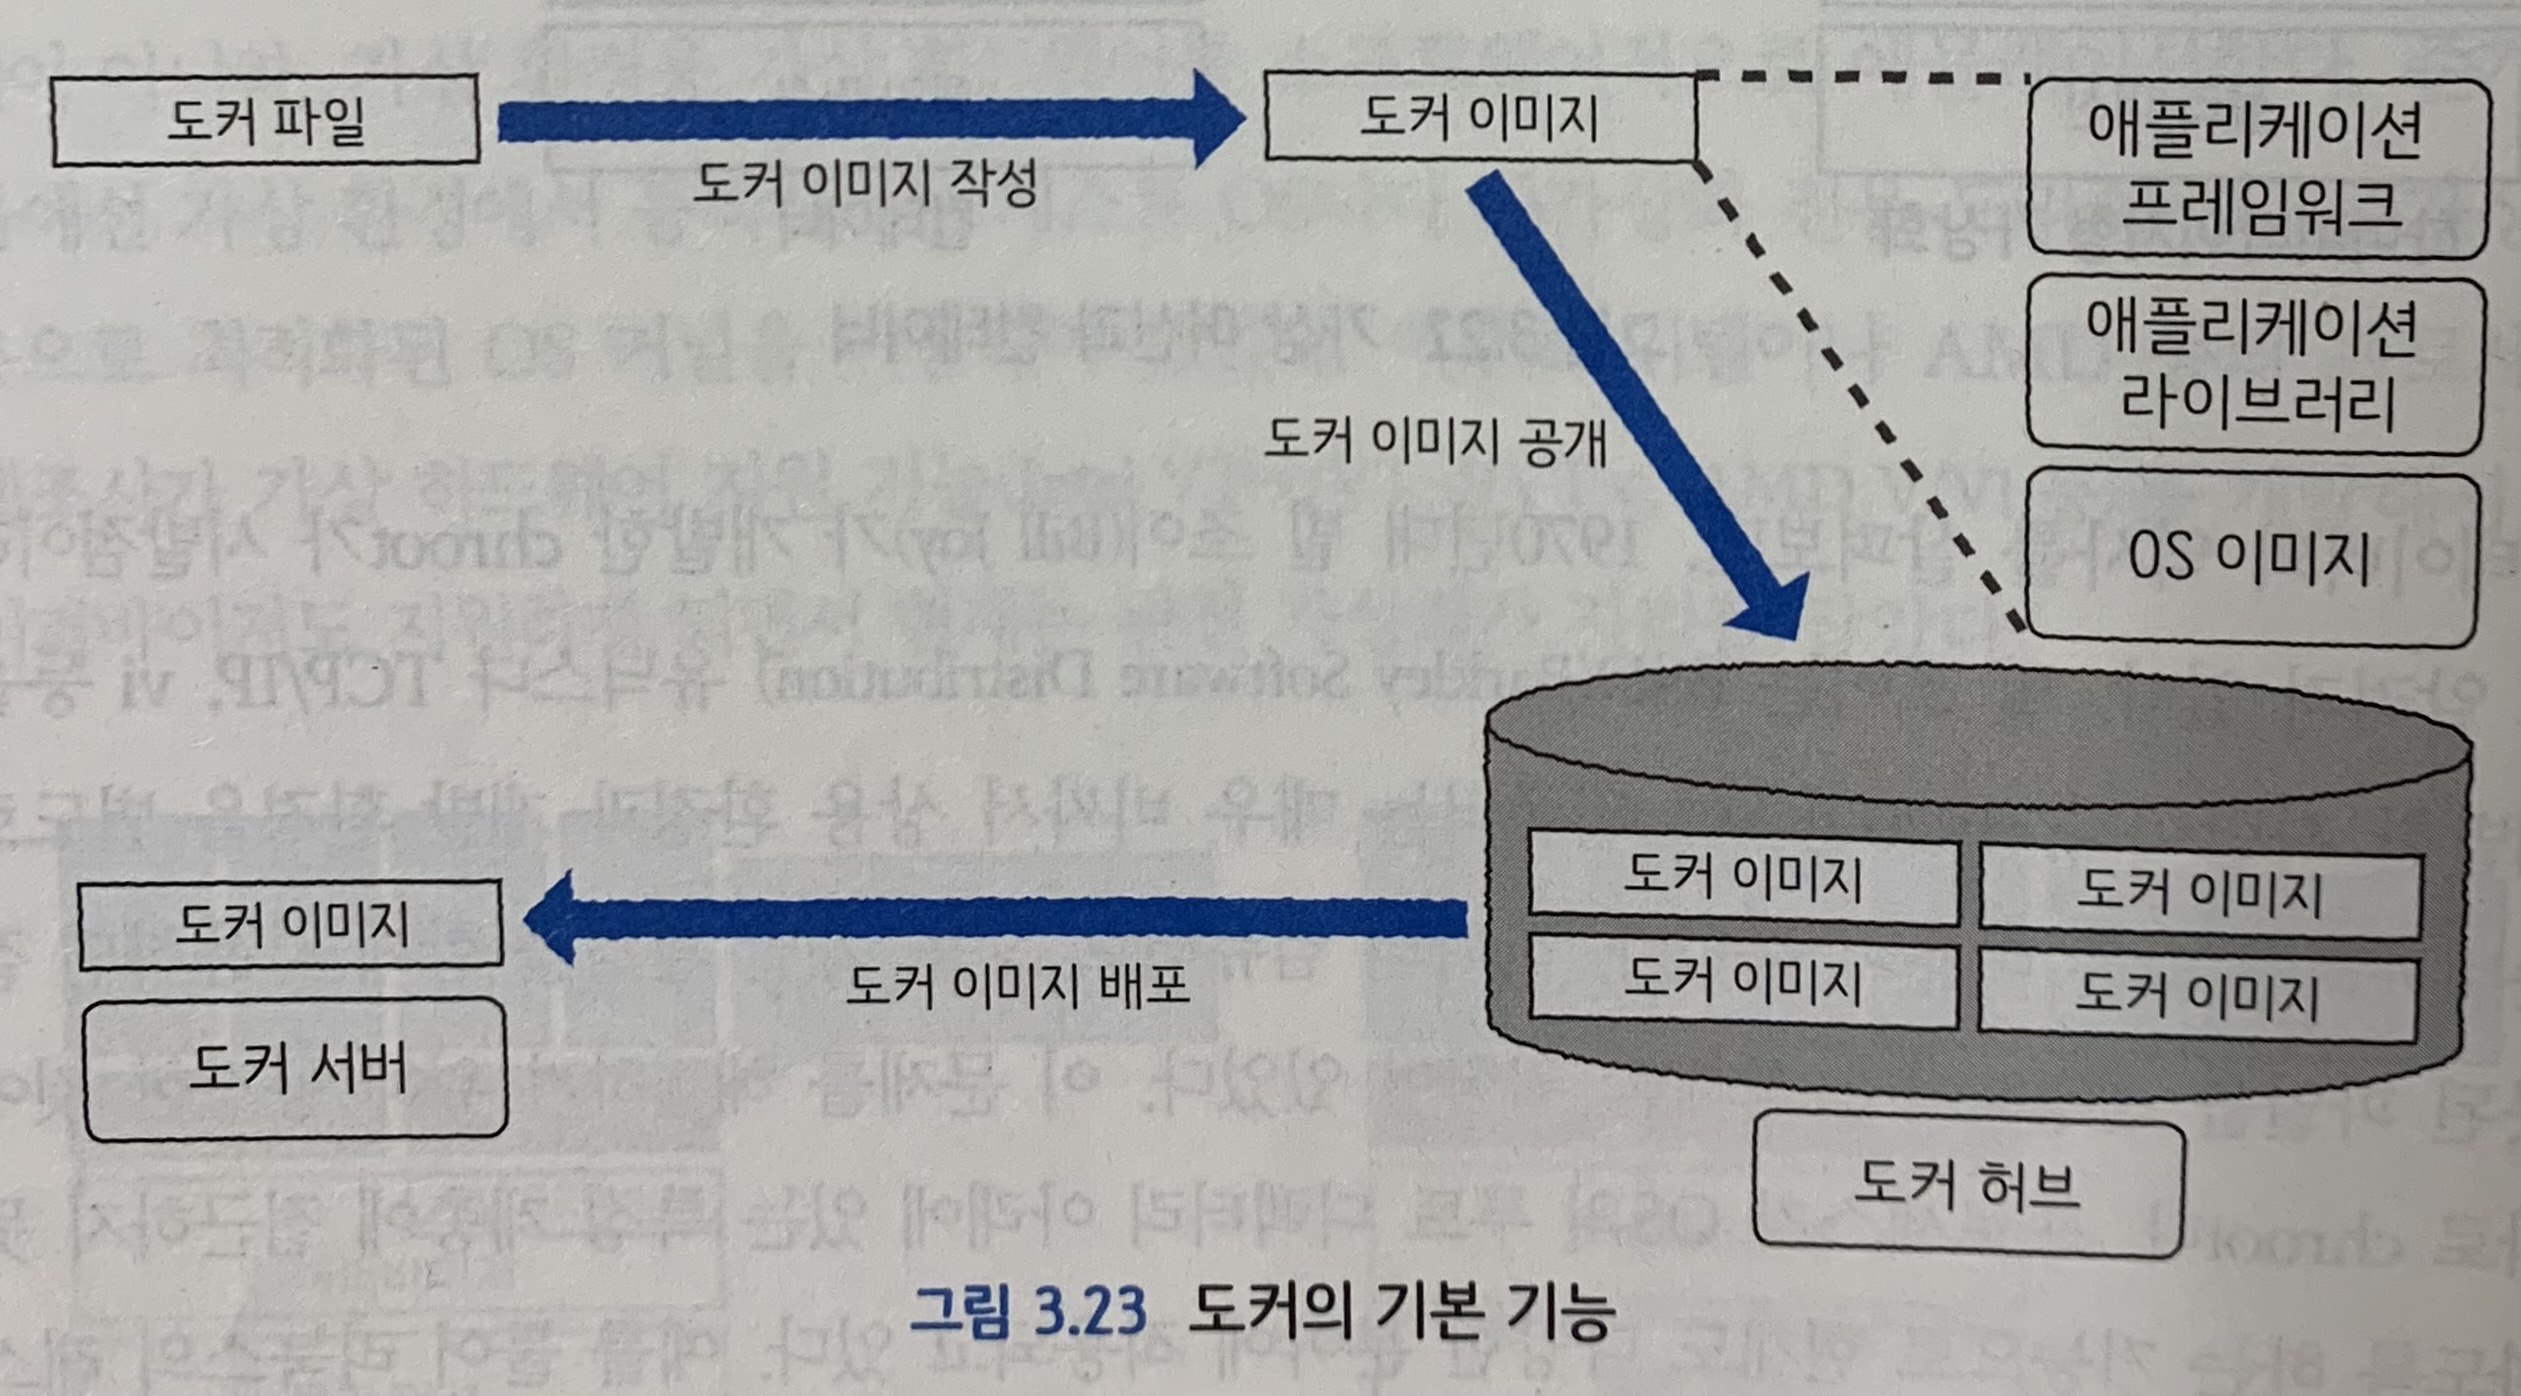 도커 파일
도커 이미지 작성
도커 이미지
애플리케이션
프레임워크
애플리케이션
라이브러리
OS 이미지
도커 이미지 공개
도커 이미지
도커 이미지
도커 이미지
도커 이미지
도커 허브
도커 이미지 배포
도커 이미지
도커 서버
그림 3.23 도커의 기본 기능